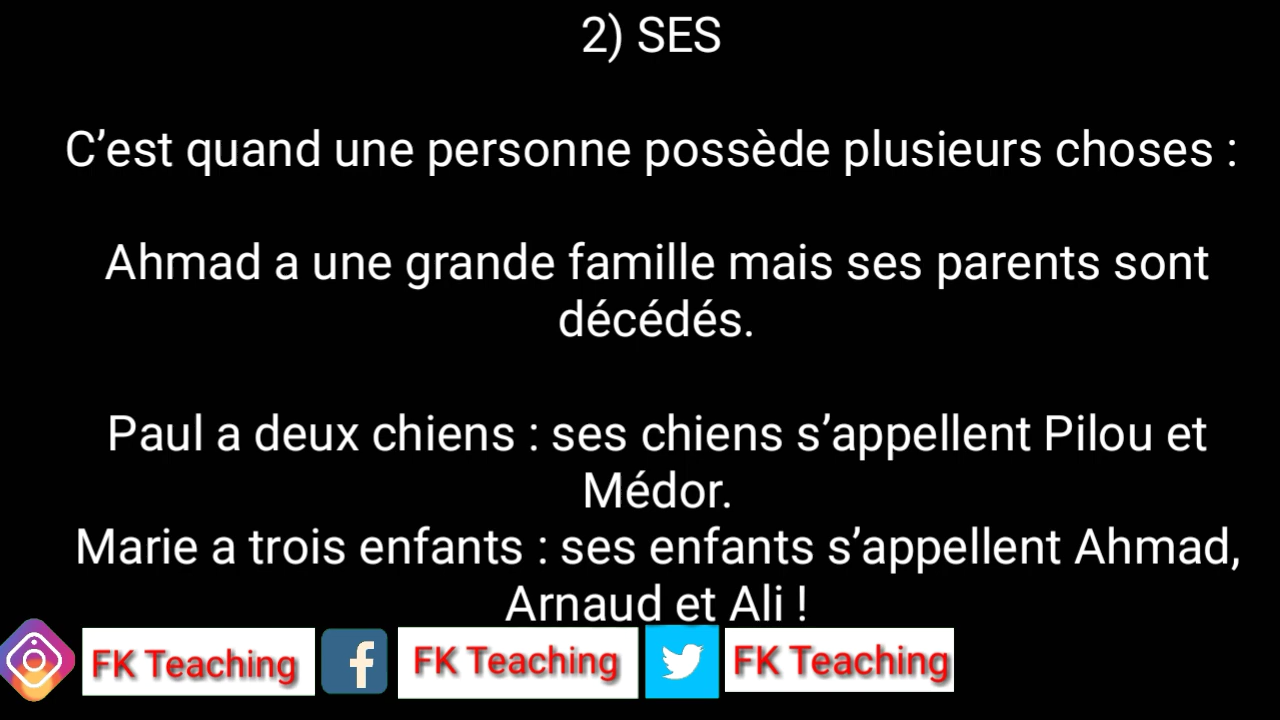 2) SES
C’est quand une personne possède plusieurs choses :
Ahmad a une grande famille mais ses parents sont
décédés.
Paul a deux chiens : ses chiens s’appellent Pilou et
Médor.
Marie a trois enfants : ses enfants s’appellent Ahmad,
Arnaud et Ali !
FK Teaching FK Teaching FK Teaching